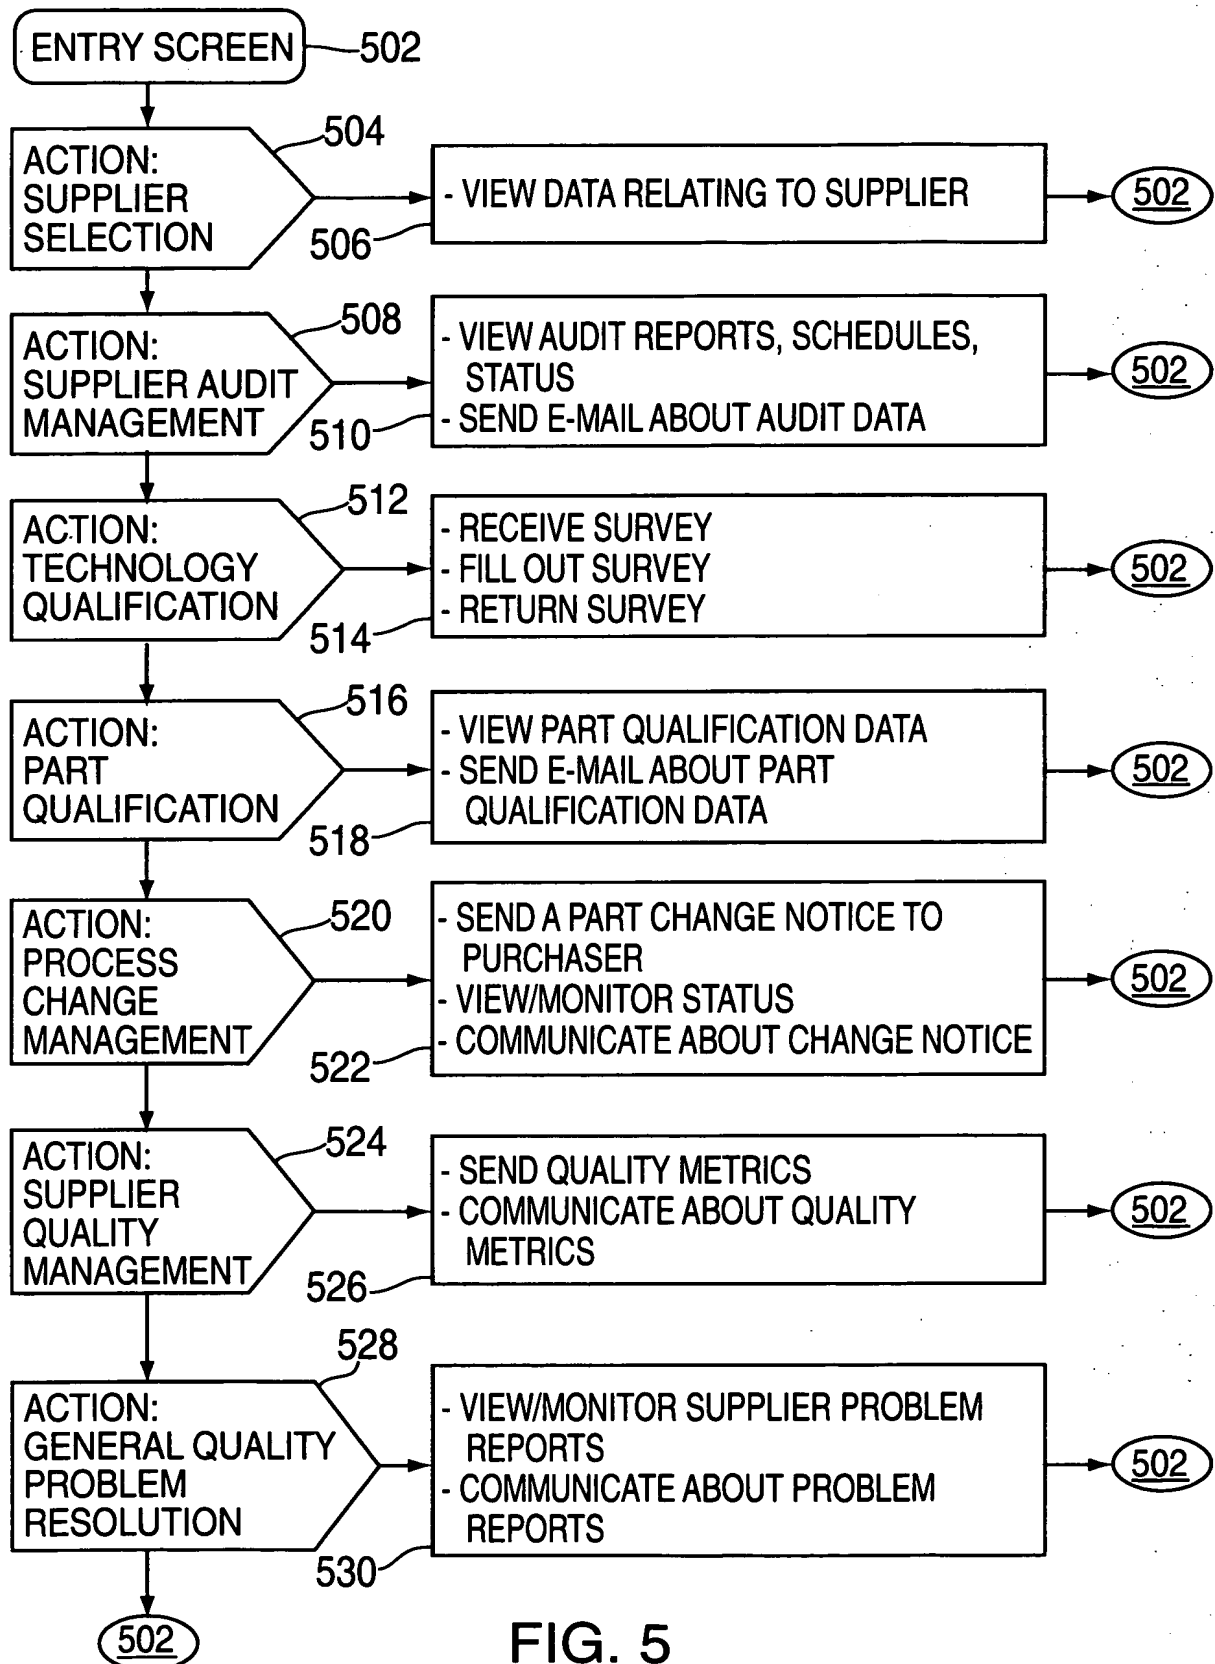 ENTRY SCREEN
502
ACTION:
SUPPLIER
SELECTION
504
- VIEW DATA RELATING TO SUPPLIER
506
502
ACTION:
SUPPLIER AUDIT
MANAGEMENT
508
- VIEW AUDIT REPORTS, SCHEDULES,
STATUS
- SEND E-MAIL ABOUT AUDIT DATA
510
502
ACTION:
TECHNOLOGY
QUALIFICATION
512
- RECEIVE SURVEY
- FILL OUT SURVEY
- RETURN SURVEY
514
502
ACTION:
PART
QUALIFICATION
516
- VIEW PART QUALIFICATION DATA
- SEND E-MAIL ABOUT PART
QUALIFICATION DATA
518
502
ACTION:
PROCESS
CHANGE
MANAGEMENT
520
- SEND A PART CHANGE NOTICE TO
PURCHASER
- VIEW/MONITOR STATUS
- COMMUNICATE ABOUT CHANGE NOTICE
522
502
ACTION:
SUPPLIER
QUALITY
MANAGEMENT
524
- SEND QUALITY METRICS
- COMMUNICATE ABOUT QUALITY
METRICS
526
502
ACTION:
GENERAL QUALITY
PROBLEM
RESOLUTION
528
- VIEW/MONITOR SUPPLIER PROBLEM
REPORTS
- COMMUNICATE ABOUT PROBLEM
REPORTS
530
502
502
FIG. 5